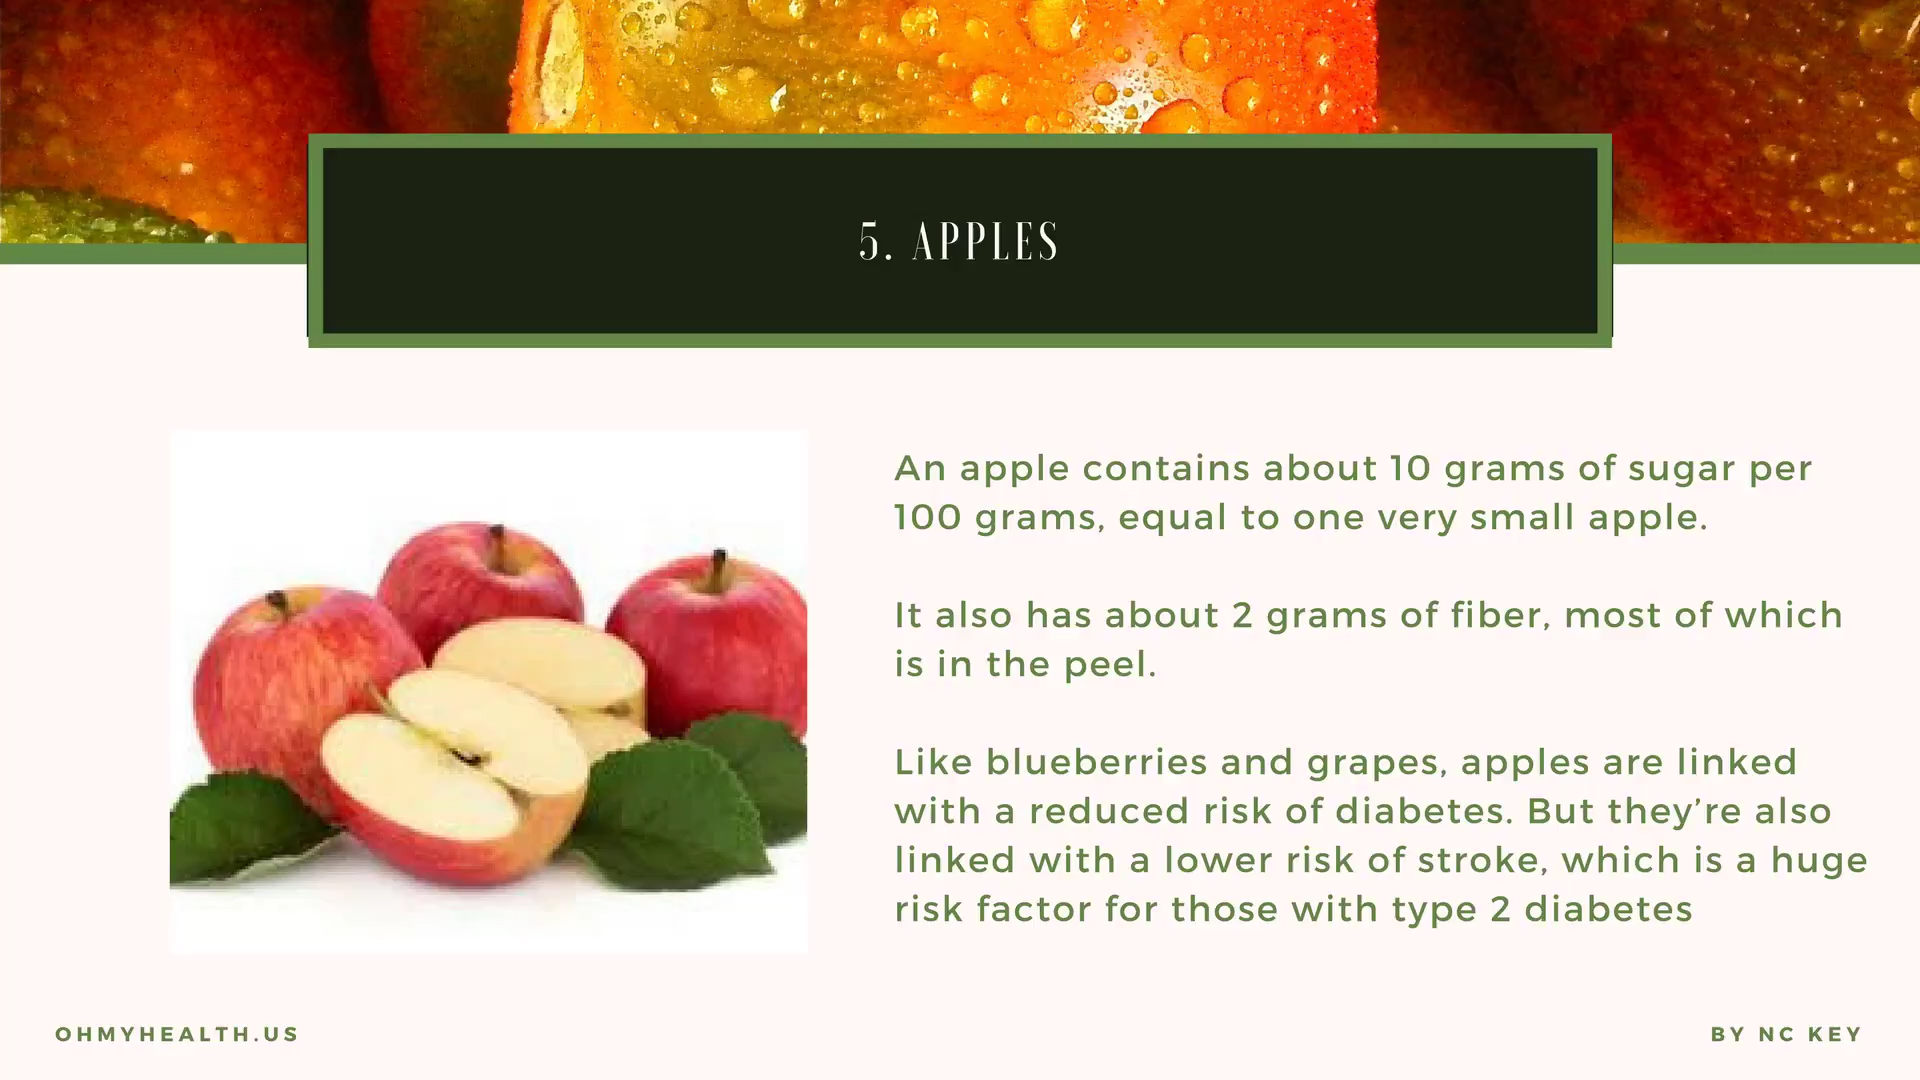 5. APPLES
An apple contains about 10 grams of sugar per
100 grams, equal to one very small apple.
It also has about 2 grams of fiber, most of which
is in the peel.
Like blueberries and grapes, apples are linked
with a reduced risk of diabetes. But they’re also
linked with a lower risk of stroke, which is a huge
risk factor for those with type 2 diabetes
OHMYHEALTH.US
BY NC KEY